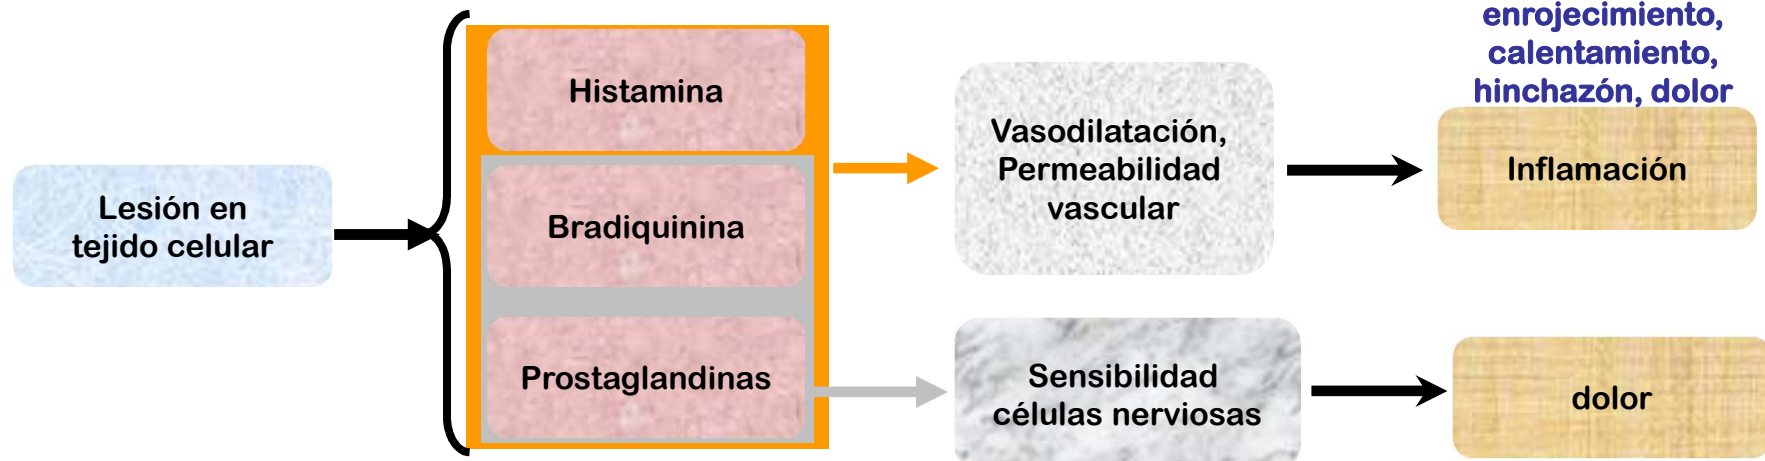 Lesión en
tejido celular
Histamina
Bradiquinina
Prostaglandinas
Vasodilatación,
Permeabilidad
vascular
Sensibilidad
células nerviosas
enrojecimiento,
calentamiento,
hinchazón, dolor
Inflamación
dolor